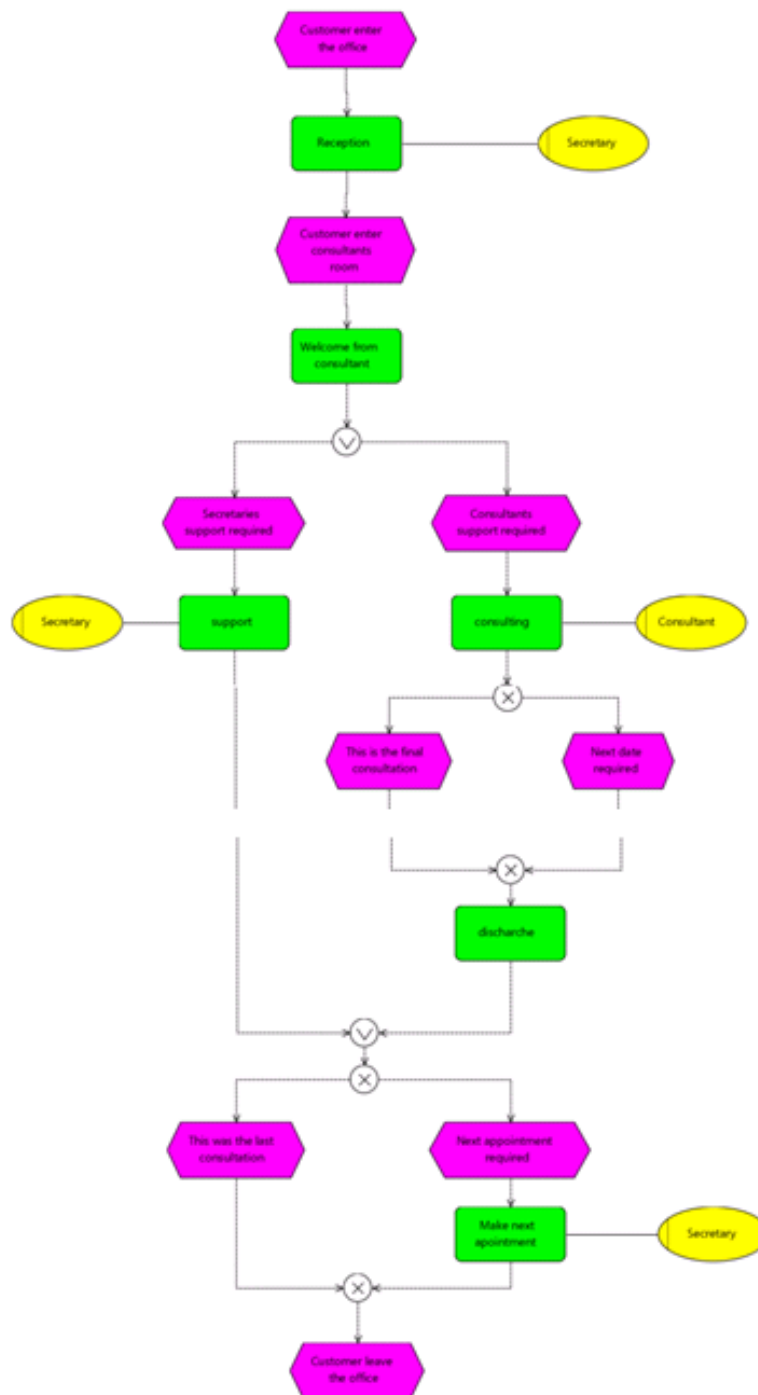 Customer enter
the office
Reception
Secretary
Customer enter
consultants
room
Welcome from
consultant
Secretaries
support required
Consultants
support required
Secretary
support
consulting
Consultant
This is the final
consultation
Next date
required
discharche
This was the last
consultation
Next appointment
required
Make next
apointment
Secretary
Customer leave
the office